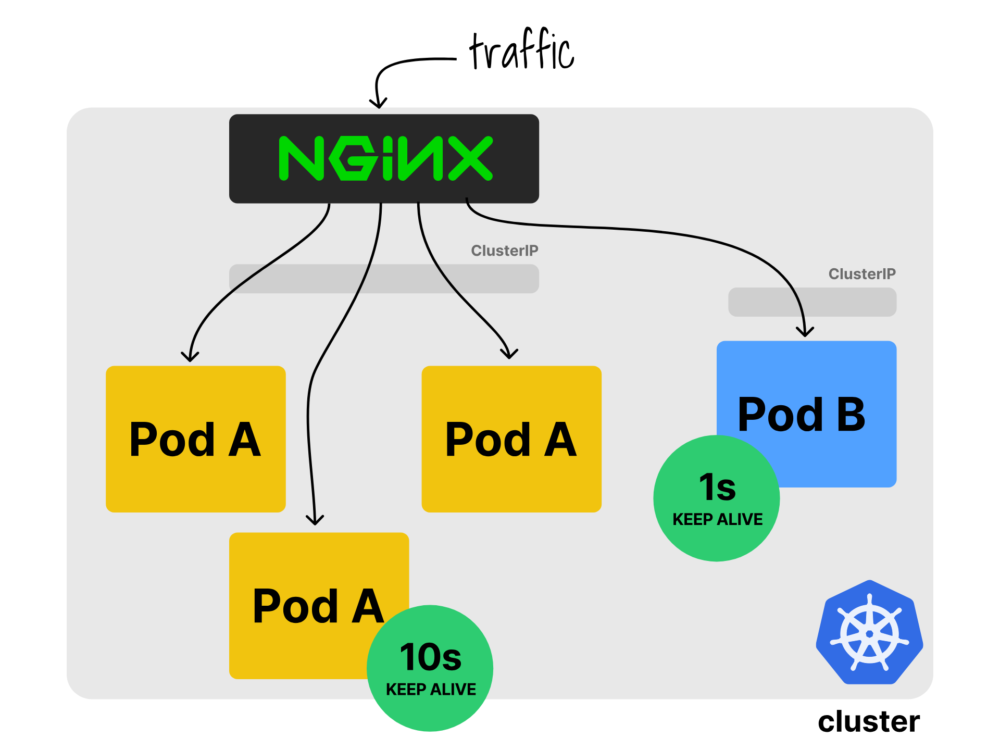 traffic
NGiNX
ClusterIP
ClusterIP
Pod A
Pod A
Pod B
1s
KEEP ALIVE
Pod A
10s
KEEP ALIVE
cluster